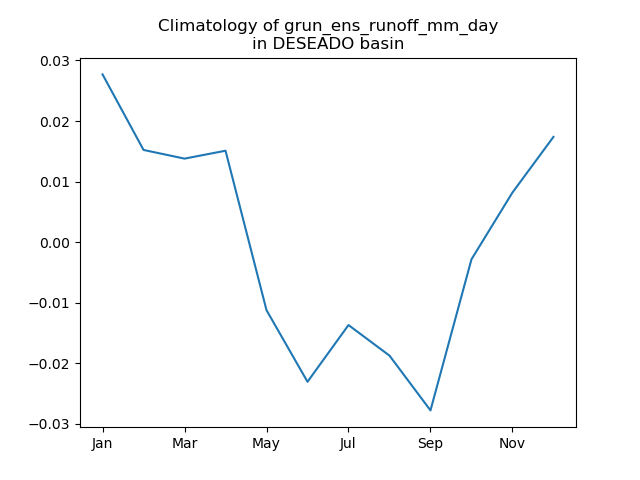 Climatology of grun_ens_runoff_mm_day
in DESEADO basin
0.03
0.02
0.01
0.00
−0.01
−0.02
−0.03
Jan Mar May Jul Sep Nov